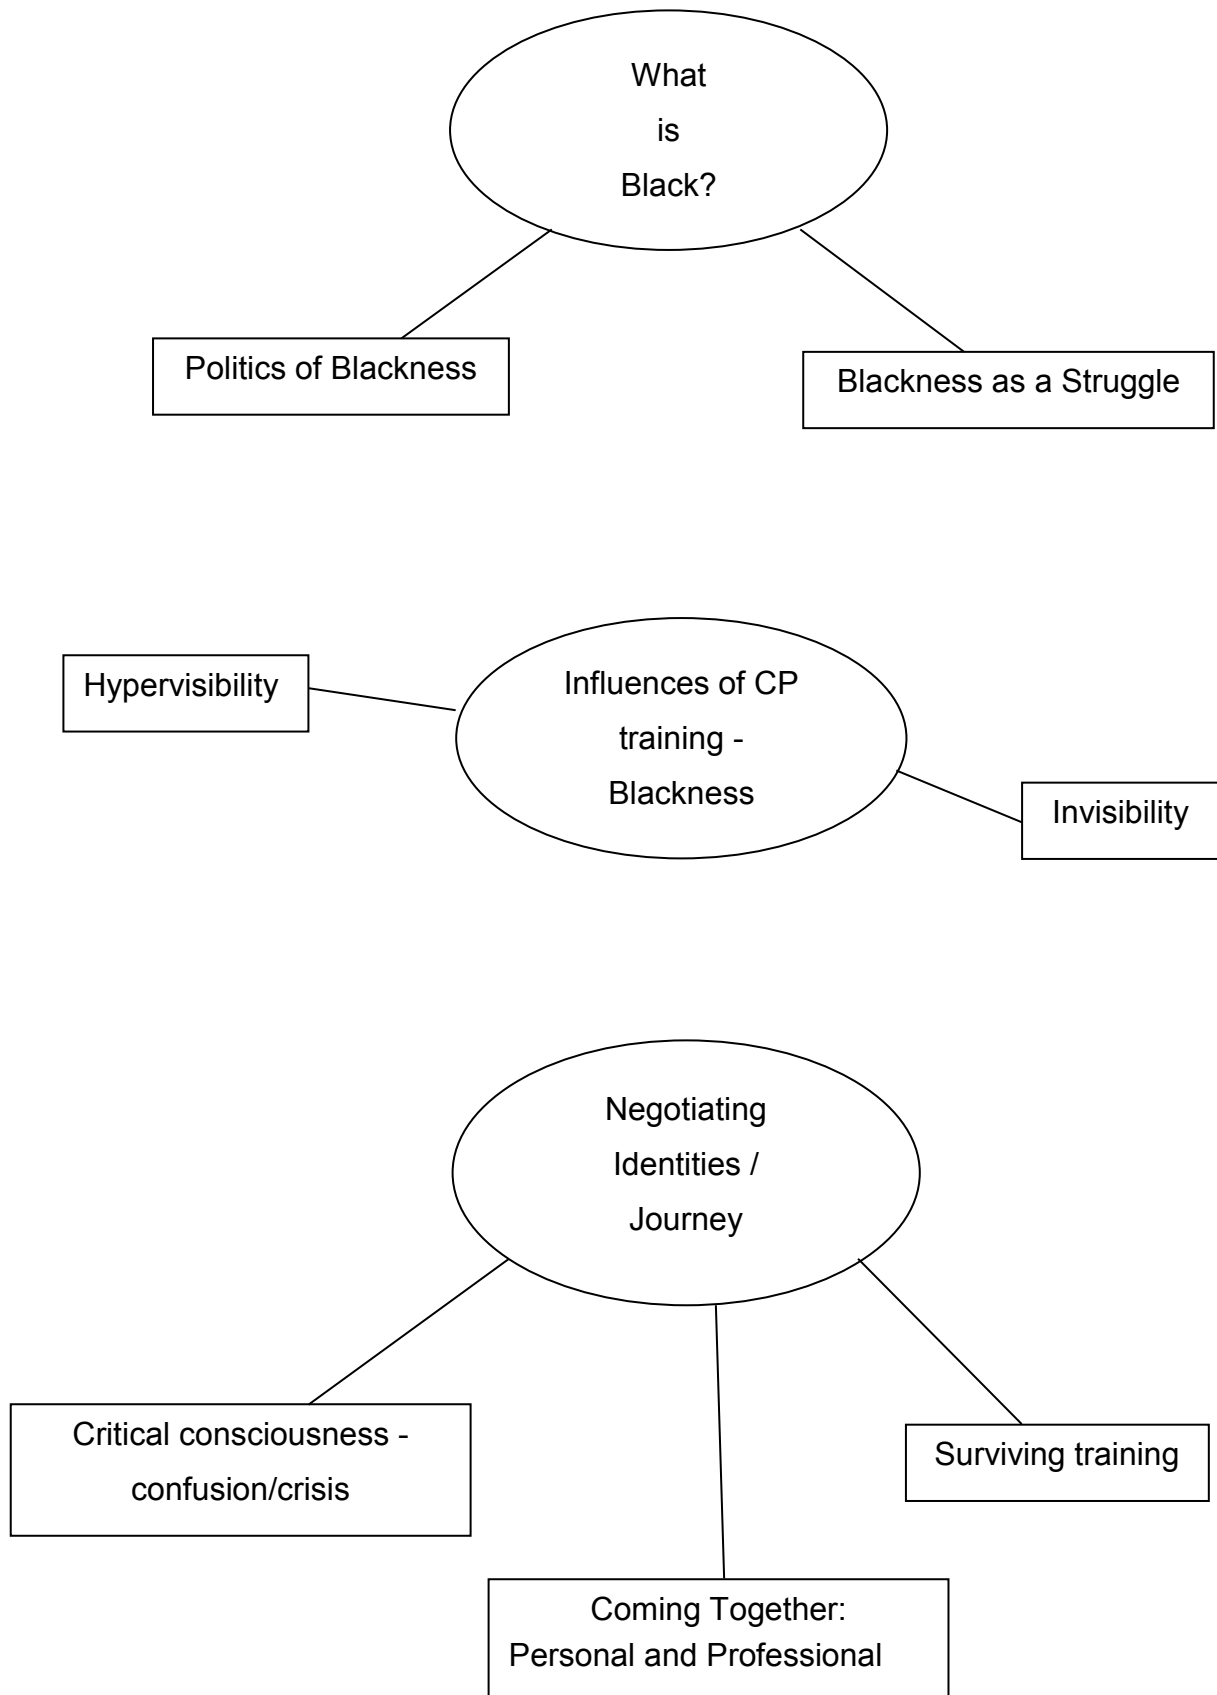 What
is
Black?
Politics of Blackness
Blackness as a Struggle
Hypervisibility
Influences of CP
training -
Blackness
Invisibility
Negotiating
Identities /
Journey
Critical consciousness -
confusion/crisis
Surviving training
Coming Together:
Personal and Professional